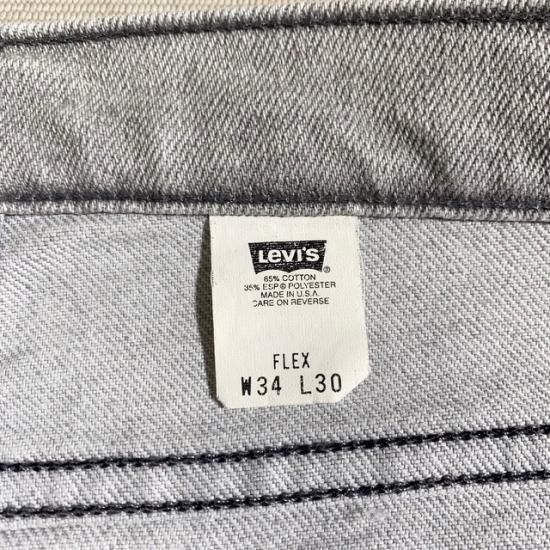 Levi's ®
65% COTTON
35% ESP® POLYESTER
MADE IN U.S.A.
CARE ON REVERSE
FLEX
W34 L30